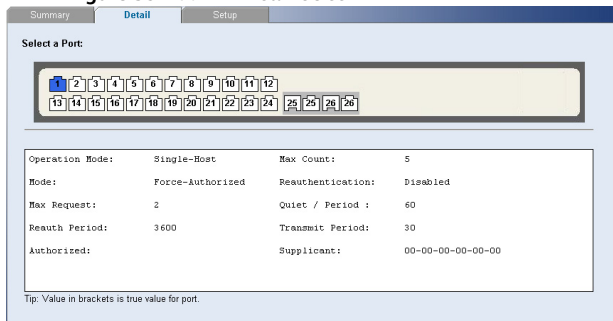 Summary Detail Setup
Select a Port:
1 2 3 4 5 6 7 8 9 10 11 12
13 14 15 16 17 18 19 20 21 22 23 24 25 25 26 26
Operation Mode: Single-Host Max Count: 5
Mode: Force-Authorized Reauthentication: Disabled
Max Request: 2 Quiet / Period : 60
Reauth Period: 3600 Transmit Period: 30
Authorized: Supplicant: 00-00-00-00-00-00
Tip: Value in brackets is true value for port.